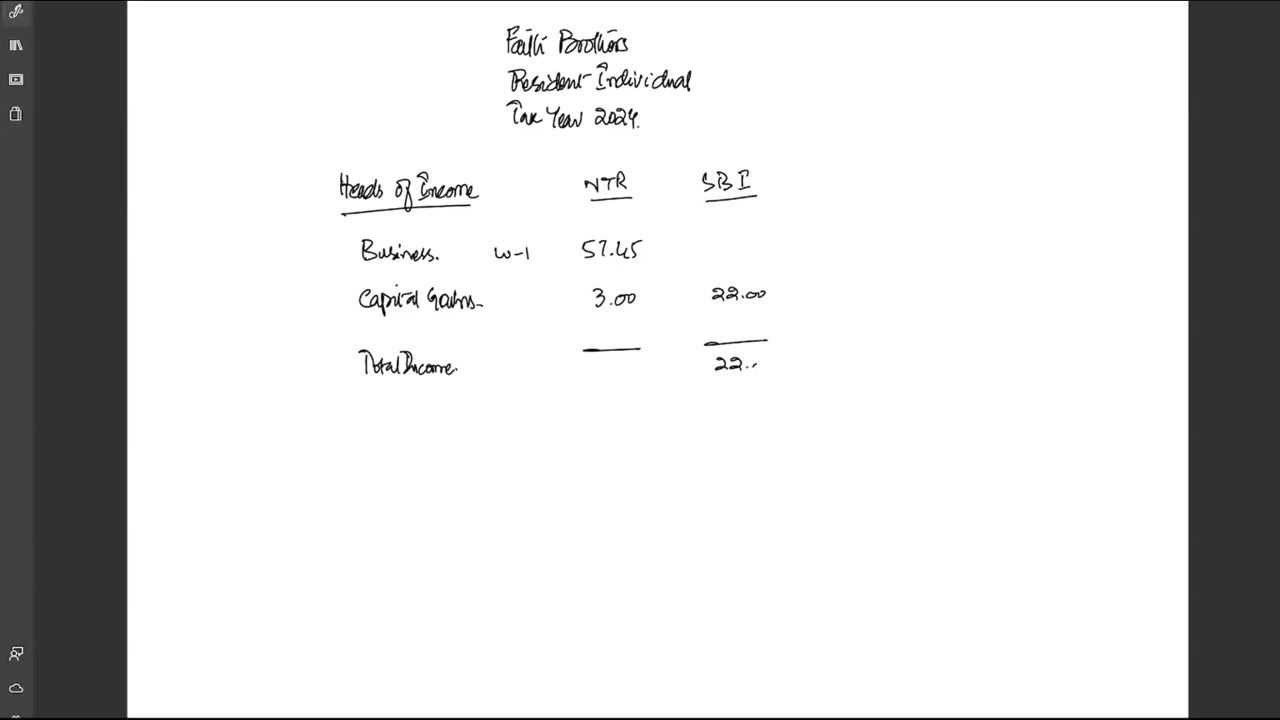 Faith Brothers
Resident Individual
Tax Year 2024.
Heads of Income NTR SBI
Business. W-1 57.45
Capital Gains- 3.00 22.00
Total Income. 22..